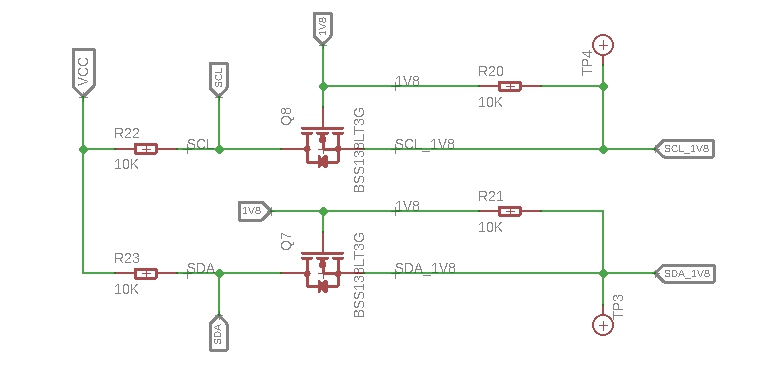 1V8
VCC
SCL
TP4
1V8
R20
10K
Q8
BSS138LT3G
R22
SCL
SCL_1V8
SCL_1V8
10K
1V8
1V8
R21
10K
Q7
BSS138LT3G
R23
SDA
SDA_1V8
SDA_1V8
10K
TP3
SDA